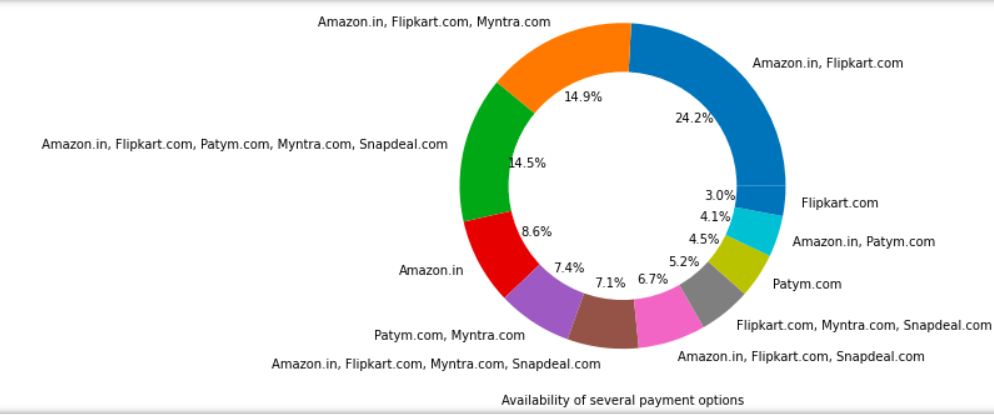 Amazon.in, Flipkart.com, Myntra.com
Amazon.in, Flipkart.com
14.9%
24.2%
Amazon.in, Flipkart.com, Patym.com, Myntra.com, Snapdeal.com
14.5%
3.0%
Flipkart.com
4.1%
8.6%
4.5%
Amazon.in, Patym.com
5.2%
7.4%
Amazon.in
6.7%
7.1%
Patym.com
Flipkart.com, Myntra.com, Snapdeal.com
Patym.com, Myntra.com
Amazon.in, Flipkart.com, Snapdeal.com
Amazon.in, Flipkart.com, Myntra.com, Snapdeal.com
Availability of several payment options